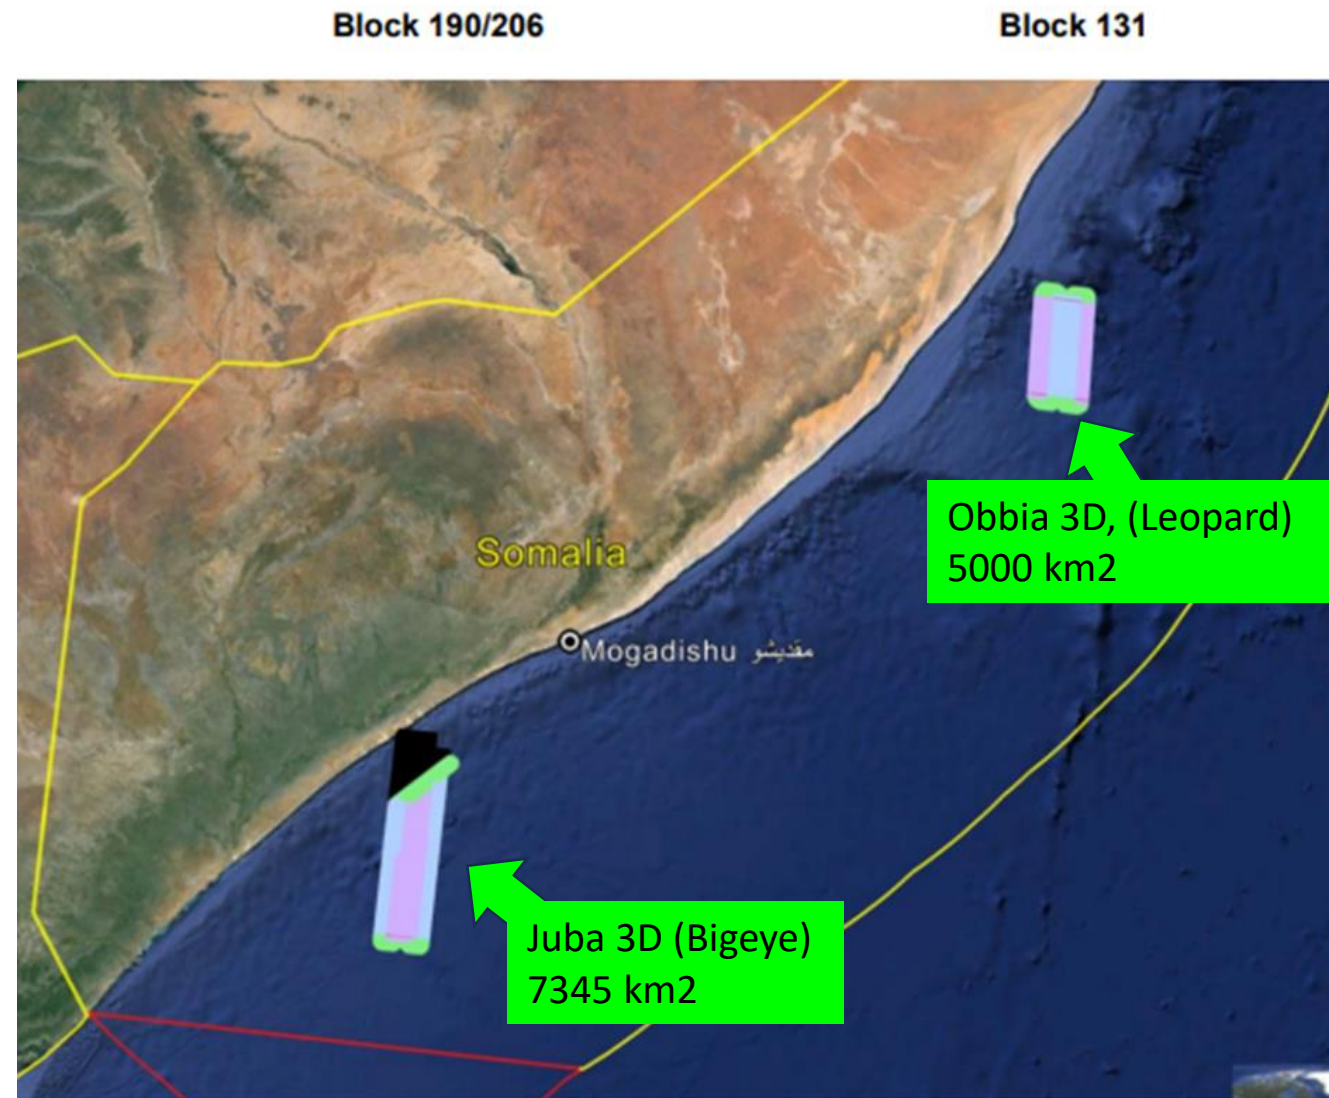 Block 190/206
Block 131
Obbia 3D, (Leopard)
5000 km2
Somalia
Mogadishu مقديشو
Juba 3D (Bigeye)
7345 km2